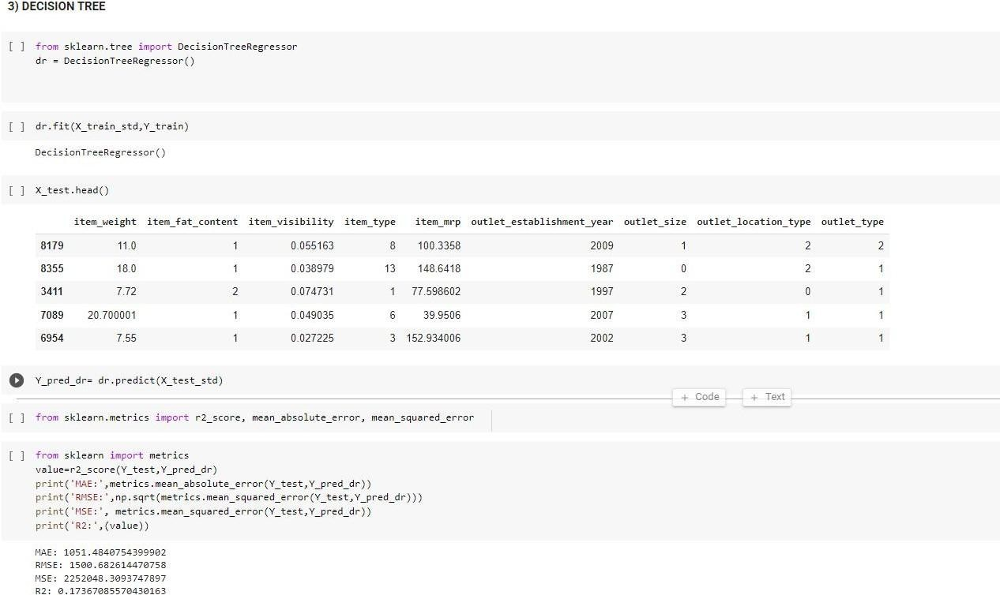 3) DECISION TREE
[ ] from sklearn.tree import DecisionTreeRegressor
dr = DecisionTreeRegressor()
[ ] dr.fit(X_train_std,Y_train)
DecisionTreeRegressor()
[ ] X_test.head()
item_weight item_fat_content item_visibility item_type item_mrp outlet_establishment_year outlet_size outlet_location_type outlet_type
8179 11.0 1 0.055163 8 100.3358 2009 1 2 2
8355 18.0 1 0.038979 13 148.6418 1987 0 2 1
3411 7.72 2 0.074731 1 77.598602 1997 2 0 1
7089 20.700001 1 0.049035 6 39.9506 2007 3 1 1
6954 7.55 1 0.027225 3 152.934006 2002 3 1 1
Y_pred_dr= dr.predict(X_test_std)
+ Code + Text
[ ] from sklearn.metrics import r2_score, mean_absolute_error, mean_squared_error
[ ] from sklearn import metrics
value=r2_score(Y_test,Y_pred_dr)
print('MAE:',metrics.mean_absolute_error(Y_test,Y_pred_dr))
print('RMSE:',np.sqrt(metrics.mean_squared_error(Y_test,Y_pred_dr)))
print('MSE:', metrics.mean_squared_error(Y_test,Y_pred_dr))
print('R2:',(value))
MAE: 1051.4840754399902
RMSE: 1500.682614470758
MSE: 2252048.3093747897
R2: 0.17367085570430163